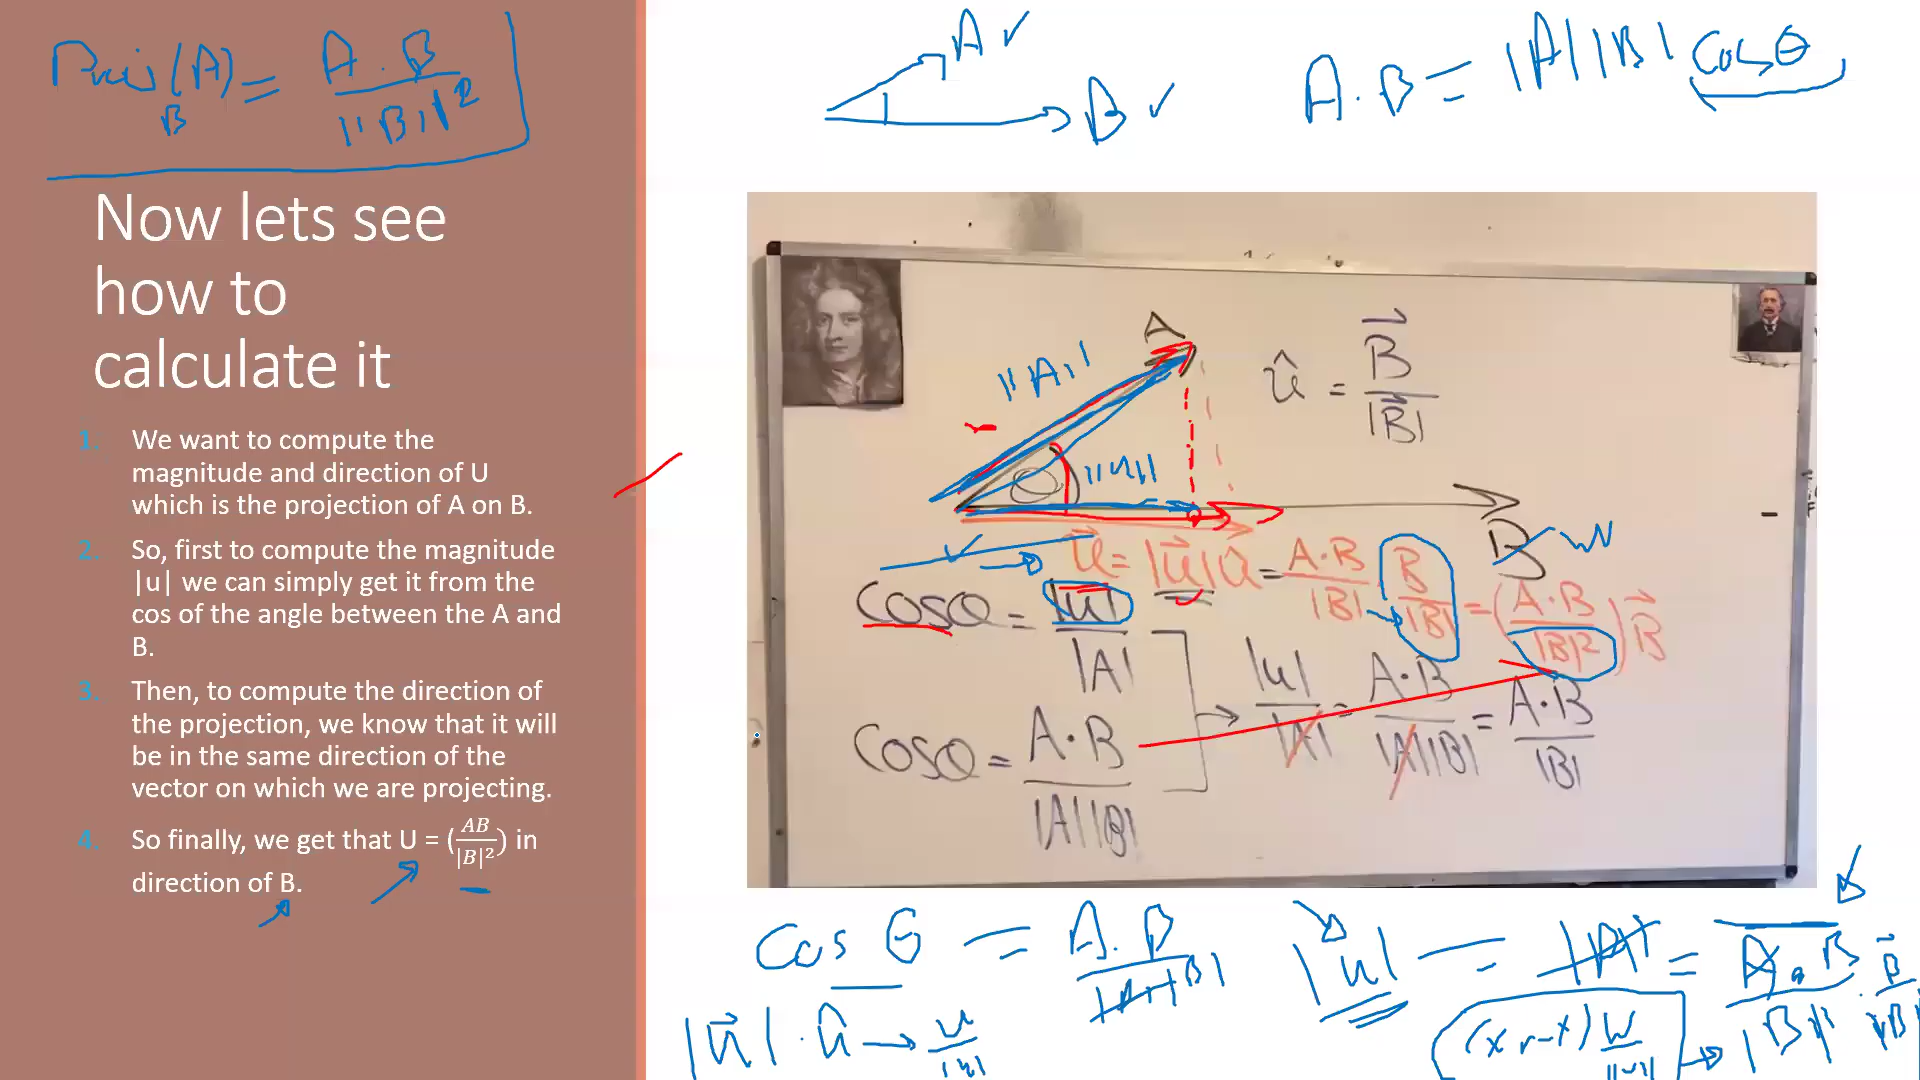 (A) = A . B
B ||B||²
A
B
A.B = |A| |B| Cos θ
Now lets see
how to
calculate it
1. We want to compute the
magnitude and direction of U
which is the projection of A on B.
2. So, first to compute the magnitude
|u| we can simply get it from the
cos of the angle between the A and
B.
3. Then, to compute the direction of
the projection, we know that it will
be in the same direction of the
vector on which we are projecting.
4. So finally, we get that U = (AB/|B|²) in
direction of B.
A
||A||
û = B⃗/|B⃗|
θ ||u||
B W
u⃗ = |u⃗| û = A·B/|B| B/|B| = (A·B/|B|²) B⃗
cosθ = |u|/|A|
|u|/|A| = A·B/|A||B| = A·B/|B|
cosθ = A·B/|A||B|
Cos θ = A.B/|A||B|
|u| = |A| = A.B/|B| · B⃗/|B|
|u⃗| . û → u/|u|